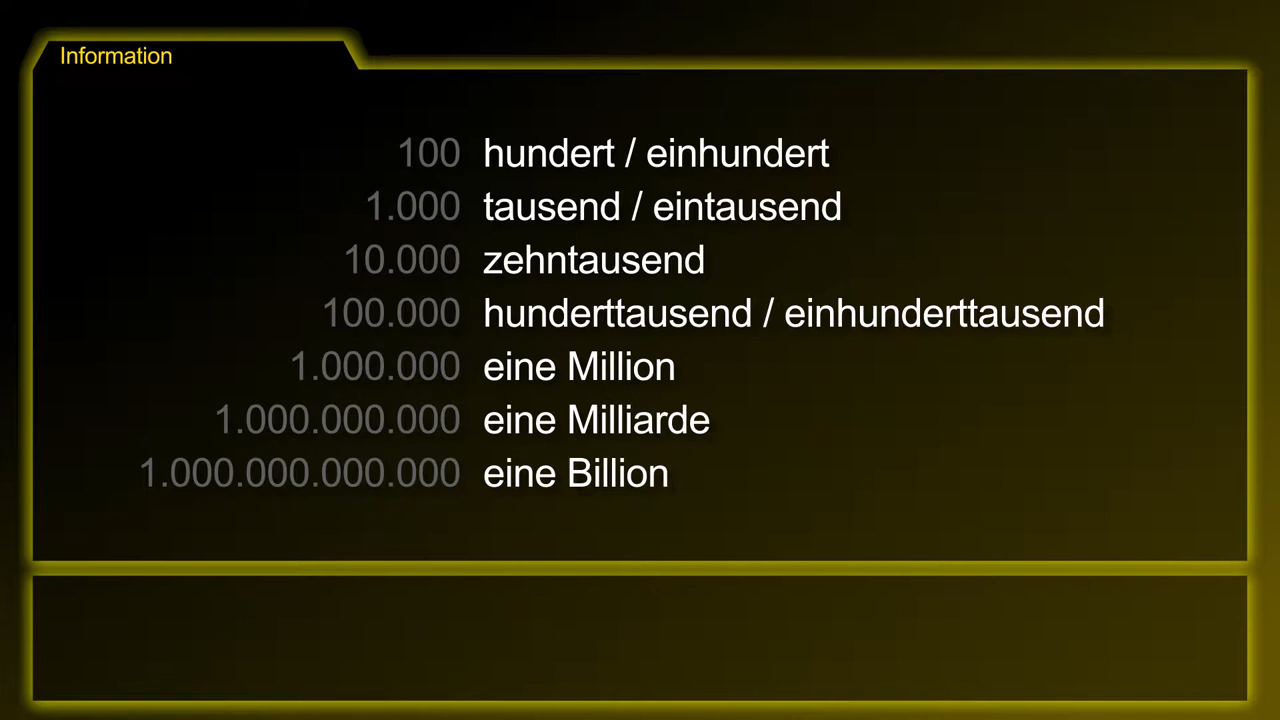 Information
100 hundert / einhundert
1.000 tausend / eintausend
10.000 zehntausend
100.000 hunderttausend / einhunderttausend
1.000.000 eine Million
1.000.000.000 eine Milliarde
1.000.000.000.000 eine Billion